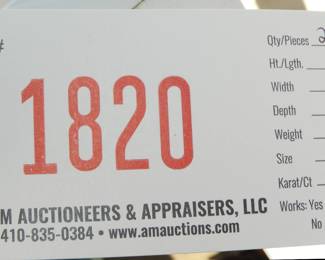 #
Qty/Pieces 2
Ht./Lgth.
1820
Width
Depth
Weight
Size
Karat/Ct
M AUCTIONEERS & APPRAISERS, LLC
Works: Yes
410-835-0384 • www.amauctions.com
No